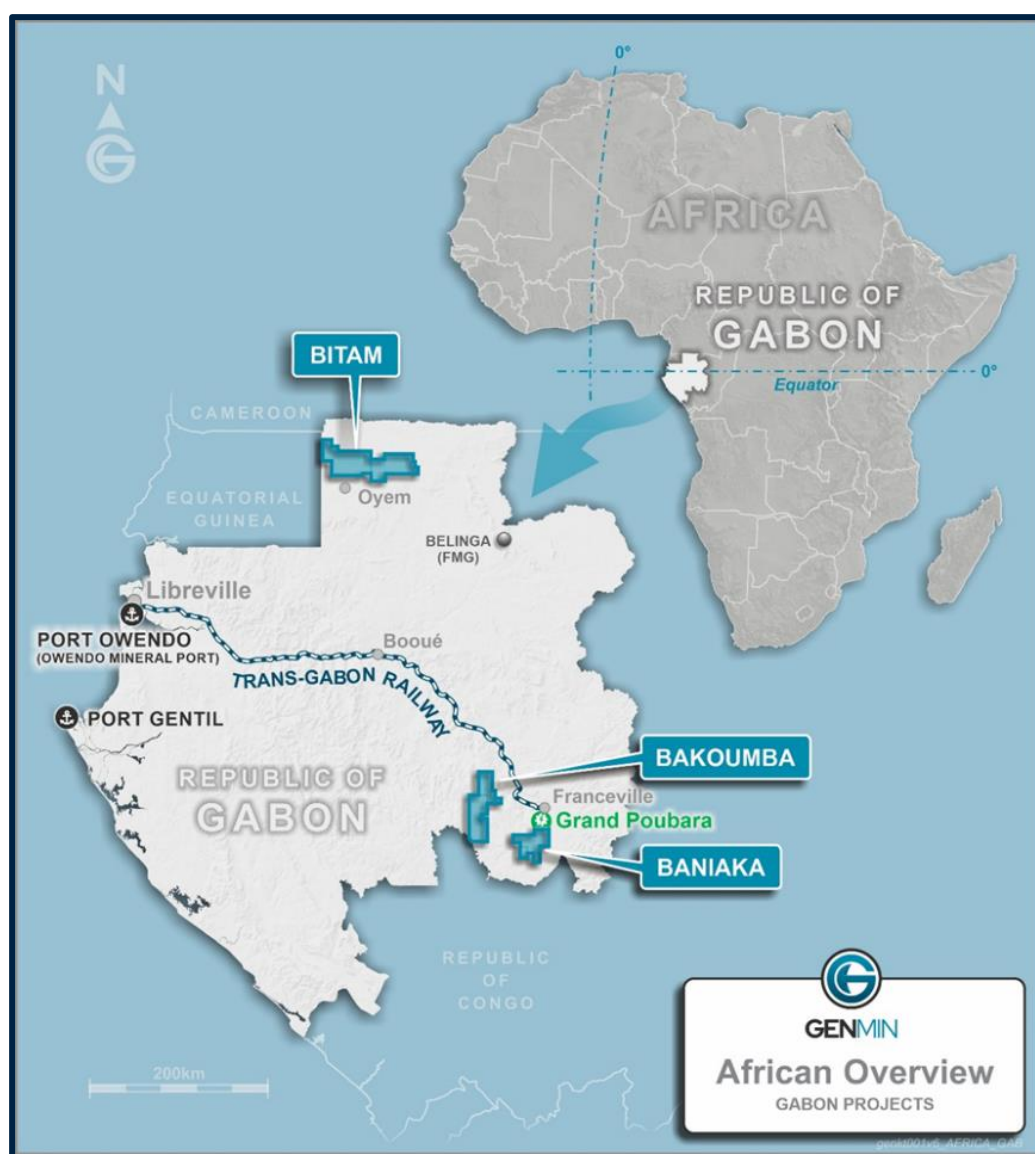 N
0°
AFRICA
REPUBLIC OF
GABON
0°
Equator
BITAM
CAMEROON
EQUATORIAL
GUINEA
Oyem
BELINGA
(FMG)
Libreville
PORT OWENDO
(OWENDO MINERAL PORT)
Booué
TRANS-GABON RAILWAY
PORT GENTIL
REPUBLIC OF
GABON
BAKOUMBA
Franceville
Grand Poubara
BANIAKA
REPUBLIC
OF
CONGO
200km
GENMIN
African Overview
GABON PROJECTS